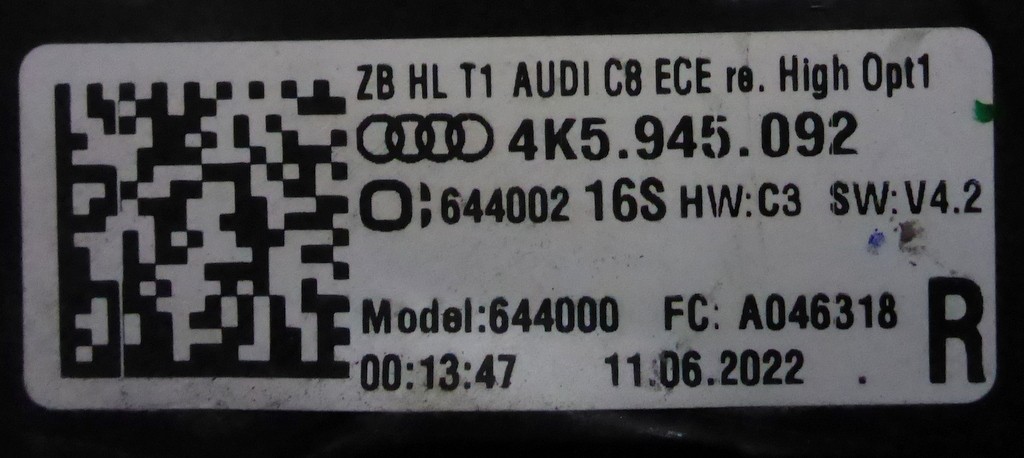 ZB HL T1 AUDI C8 ECE re. High Opt1
4K5.945.092
O;644002 16S HW:C3 SW:V4.2
Model:644000 FC: A046318 R
00:13:47 11.06.2022